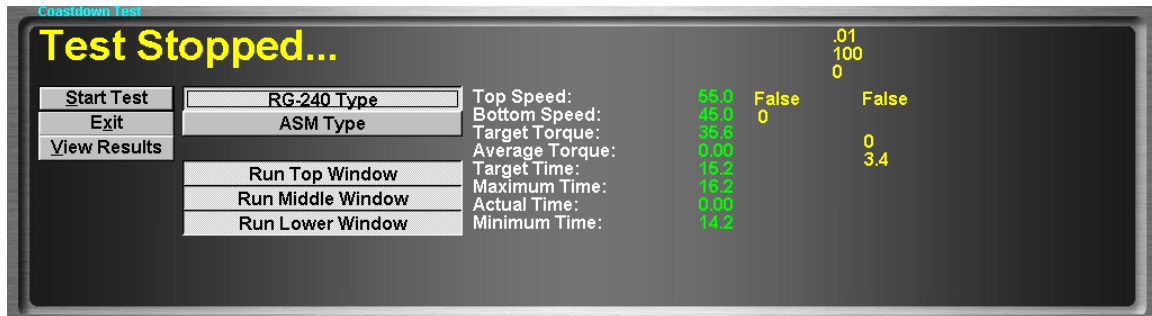 Coastdown Test
Test Stopped...
.01
100
0
Start Test
Exit
View Results
RG-240 Type
ASM Type
Run Top Window
Run Middle Window
Run Lower Window
Top Speed: 55.0 False False
Bottom Speed: 45.0 0
Target Torque: 35.6 0
Average Torque: 0.00 3.4
Target Time: 15.2
Maximum Time: 16.2
Actual Time: 0.00
Minimum Time: 14.2